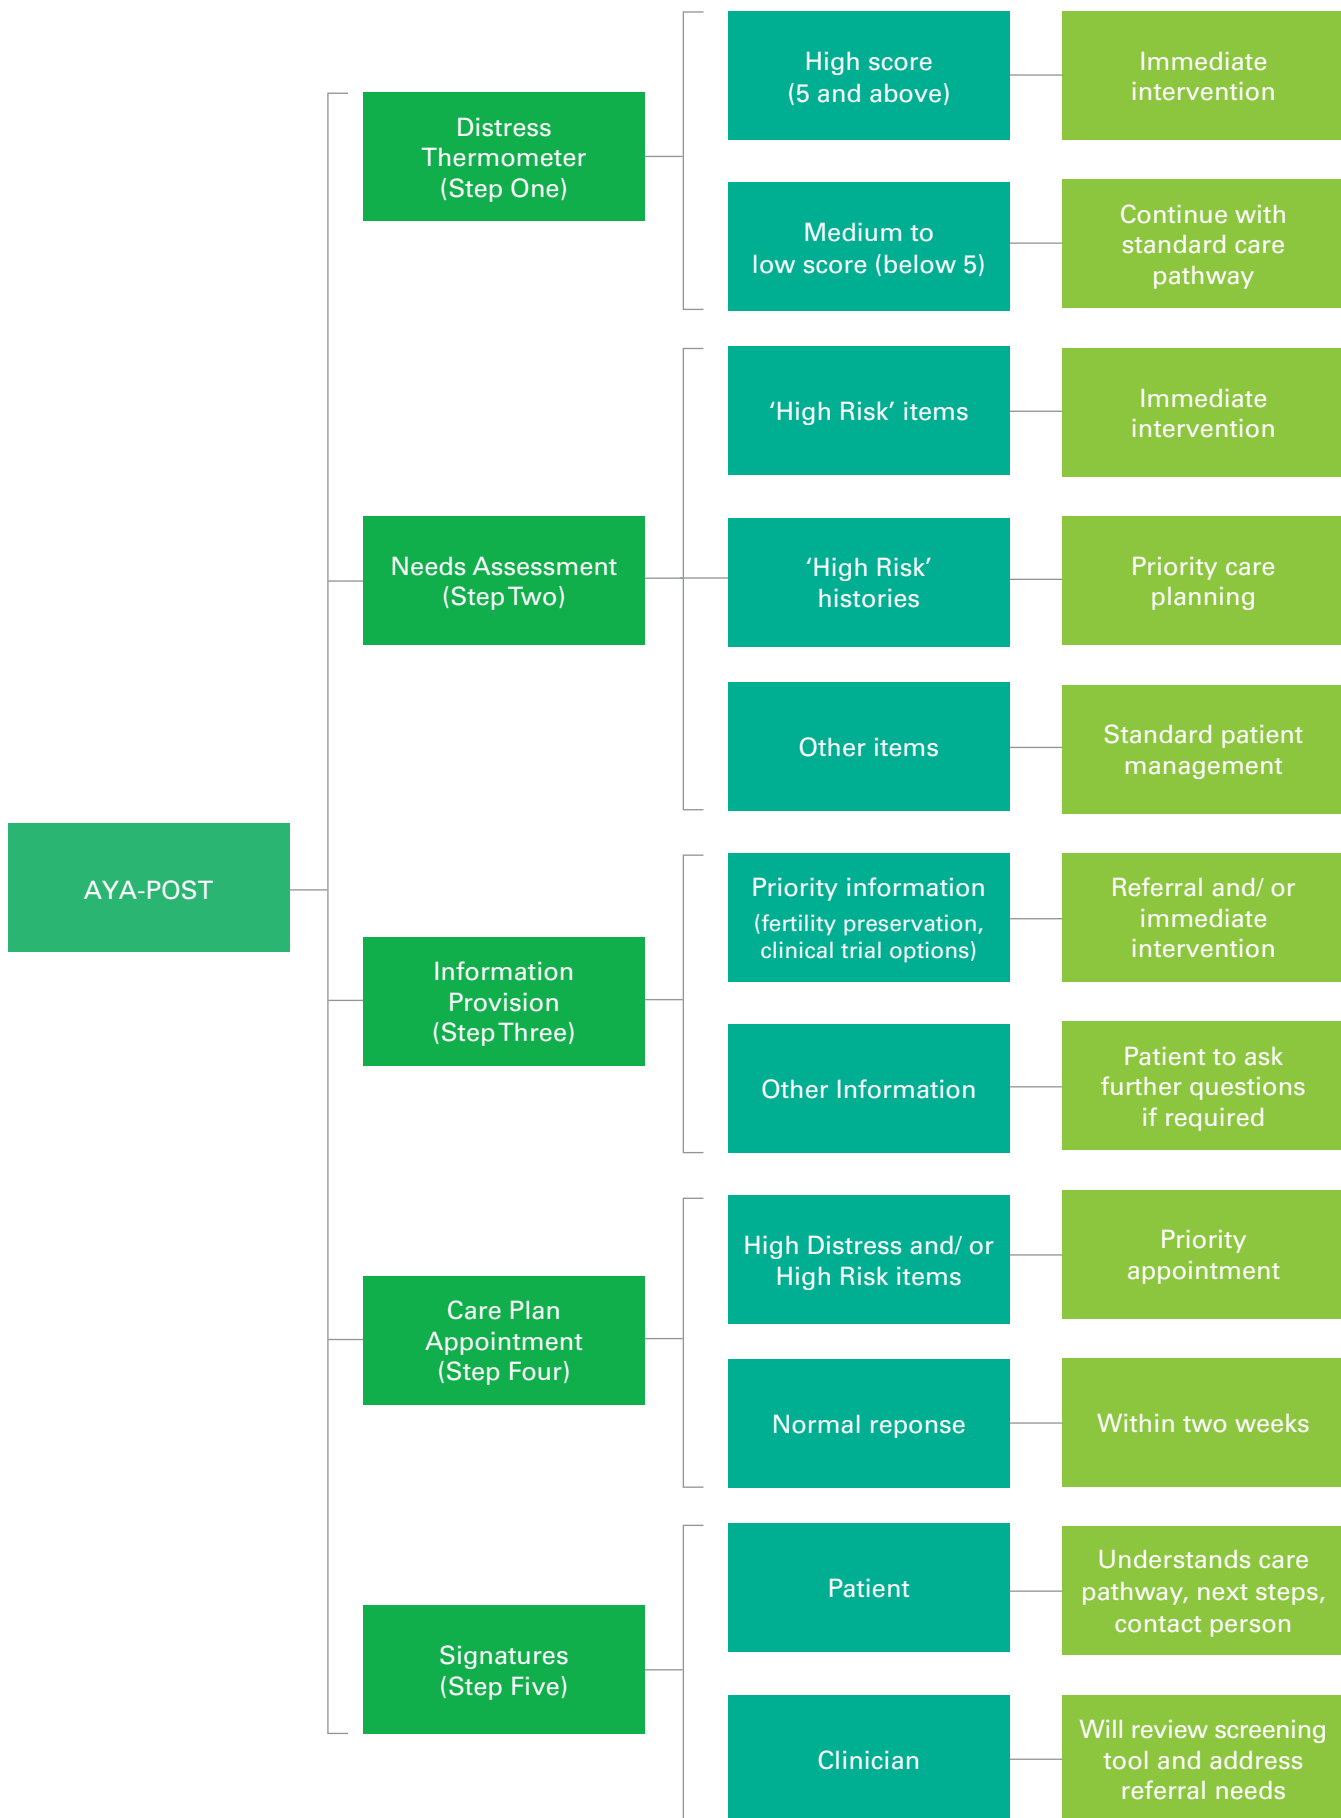 AYA-POST
Distress
Thermometer
(Step One)
High score
(5 and above)
Immediate
intervention
Medium to
low score (below 5)
Continue with
standard care
pathway
Needs Assessment
(Step Two)
‘High Risk’ items
Immediate
intervention
‘High Risk’
histories
Priority care
planning
Other items
Standard patient
management
Information
Provision
(Step Three)
Priority information
(fertility preservation,
clinical trial options)
Referral and/ or
immediate
intervention
Other Information
Patient to ask
further questions
if required
Care Plan
Appointment
(Step Four)
High Distress and/ or
High Risk items
Priority
appointment
Normal reponse
Within two weeks
Signatures
(Step Five)
Patient
Understands care
pathway, next steps,
contact person
Clinician
Will review screening
tool and address
referral needs